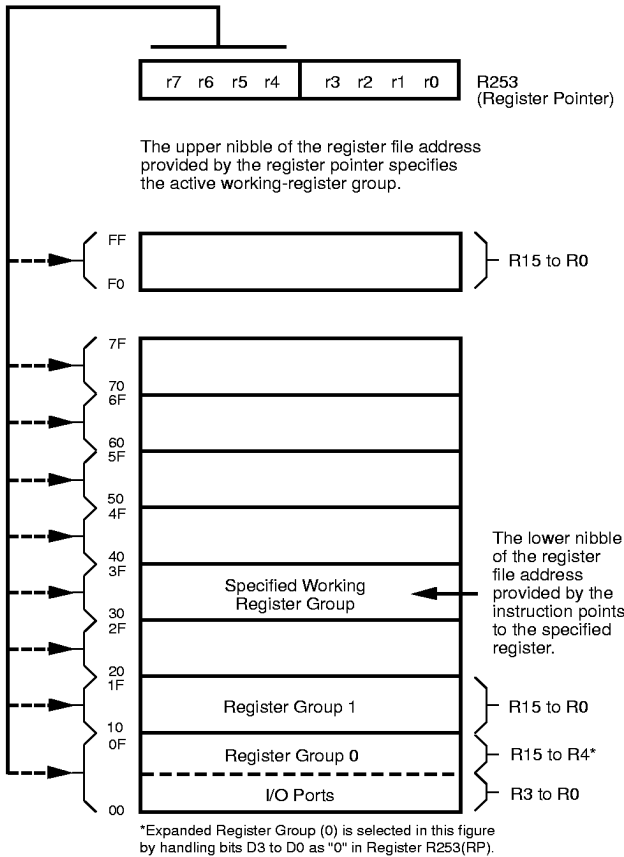 r7 r6 r5 r4 r3 r2 r1 r0
R253
(Register Pointer)
The upper nibble of the register file address
provided by the register pointer specifies
the active working-register group.
FF
F0
R15 to R0
7F
70
6F
60
5F
50
4F
40
3F
Specified Working
Register Group
30
The lower nibble
of the register
file address
provided by the
instruction points
to the specified
register.
2F
20
1F
Register Group 1
R15 to R0
10
0F
Register Group 0
R15 to R4*
I/O Ports
R3 to R0
00
*Expanded Register Group (0) is selected in this figure
by handling bits D3 to D0 as "0" in Register R253(RP).